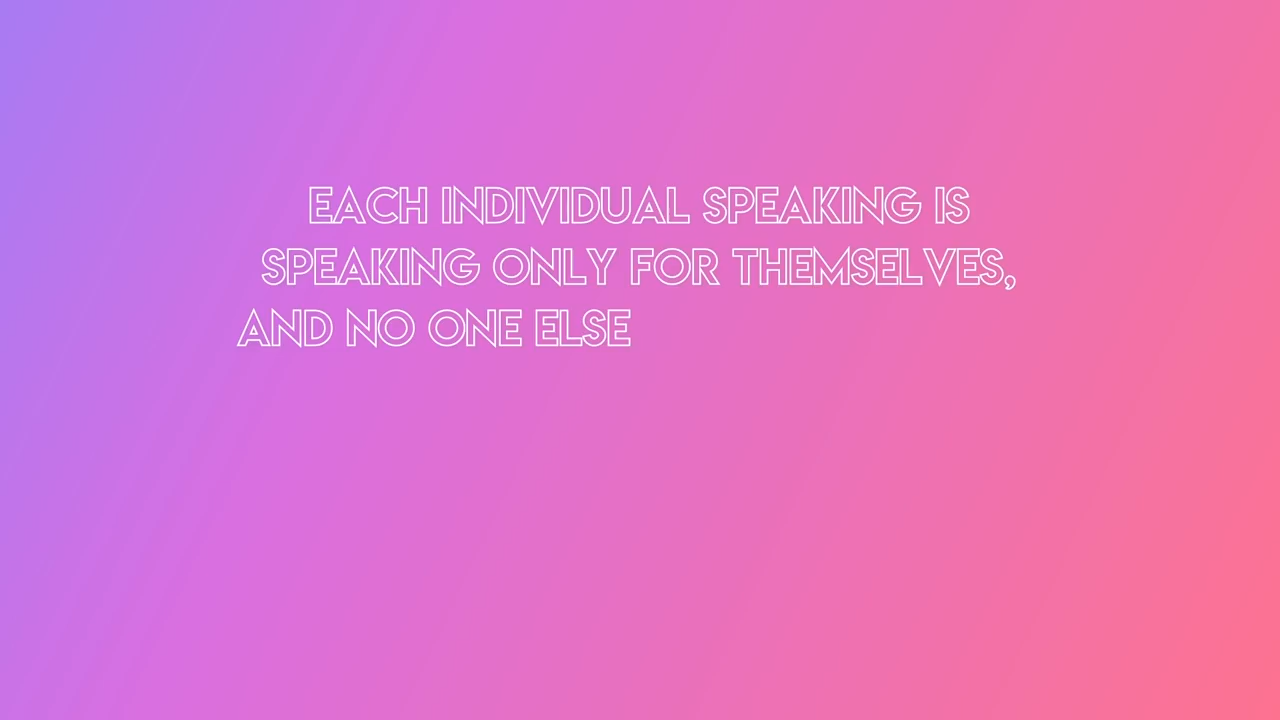 EACH INDIVIDUAL SPEAKING IS
SPEAKING ONLY FOR THEMSELVES,
AND NO ONE ELSE